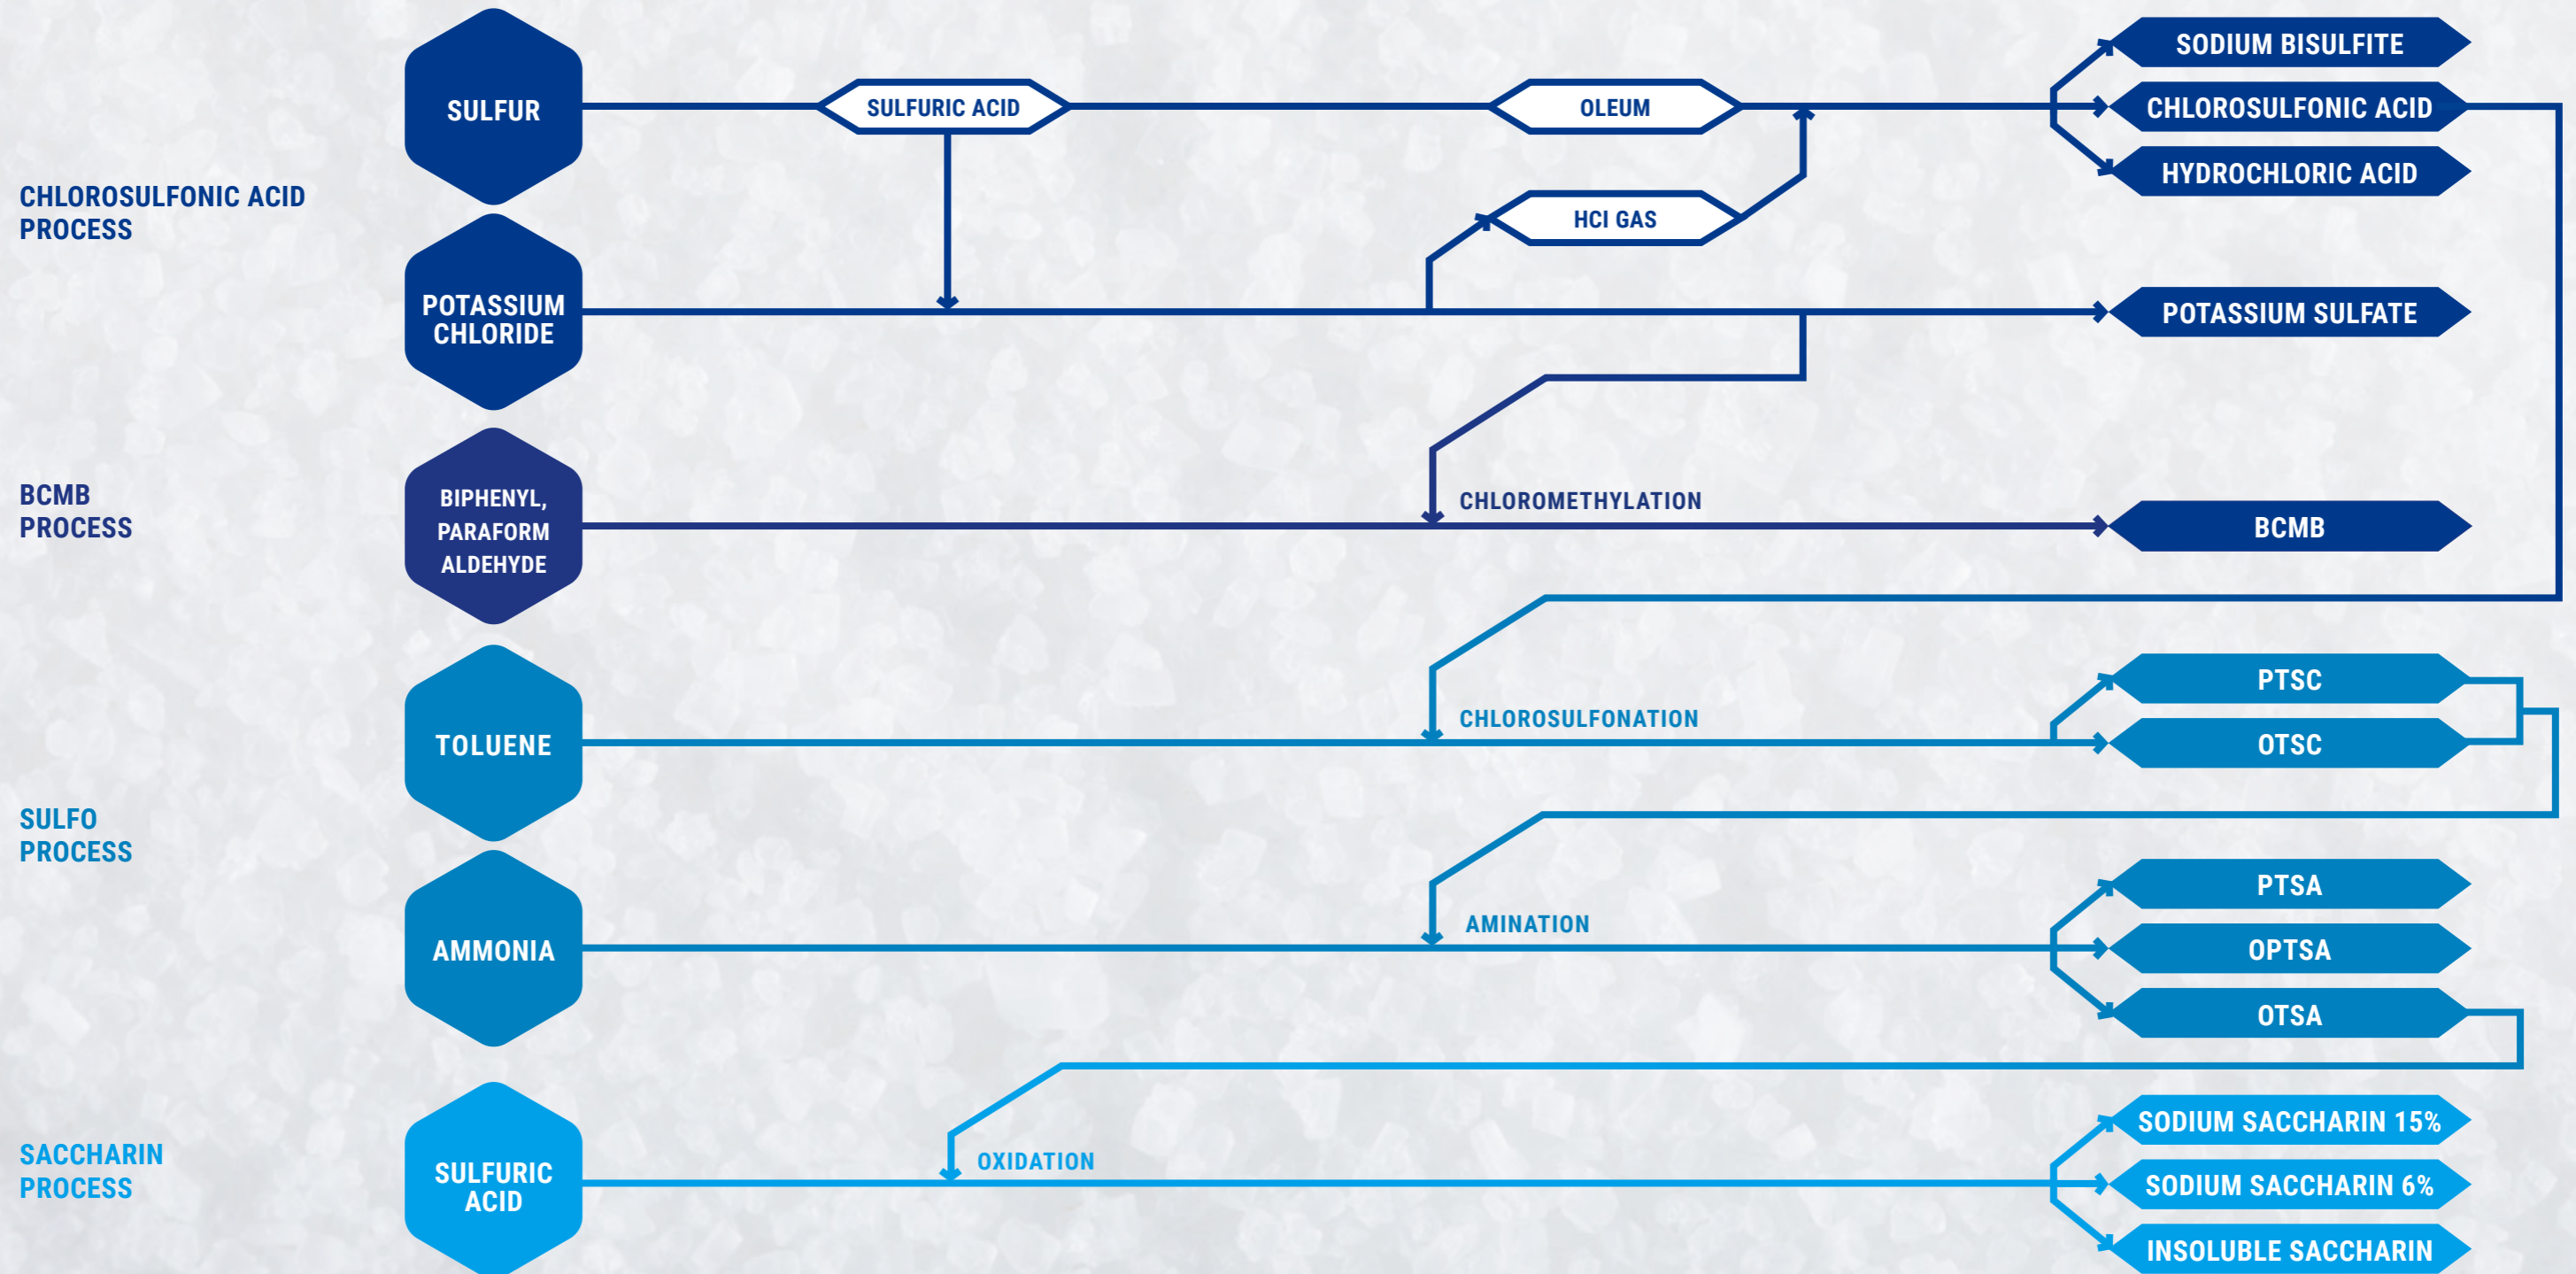 CHLOROSULFONIC ACID
PROCESS
SULFUR
SULFURIC ACID
OLEUM
HCl GAS
SODIUM BISULFITE
CHLOROSULFONIC ACID
HYDROCHLORIC ACID
POTASSIUM
CHLORIDE
POTASSIUM SULFATE
BCMB
PROCESS
BIPHENYL,
PARAFORM
ALDEHYDE
CHLOROMETHYLATION
BCMB
SULFO
PROCESS
TOLUENE
CHLOROSULFONATION
PTSC
OTSC
AMMONIA
AMINATION
PTSA
OPTSA
OTSA
SACCHARIN
PROCESS
SULFURIC
ACID
OXIDATION
SODIUM SACCHARIN 15%
SODIUM SACCHARIN 6%
INSOLUBLE SACCHARIN